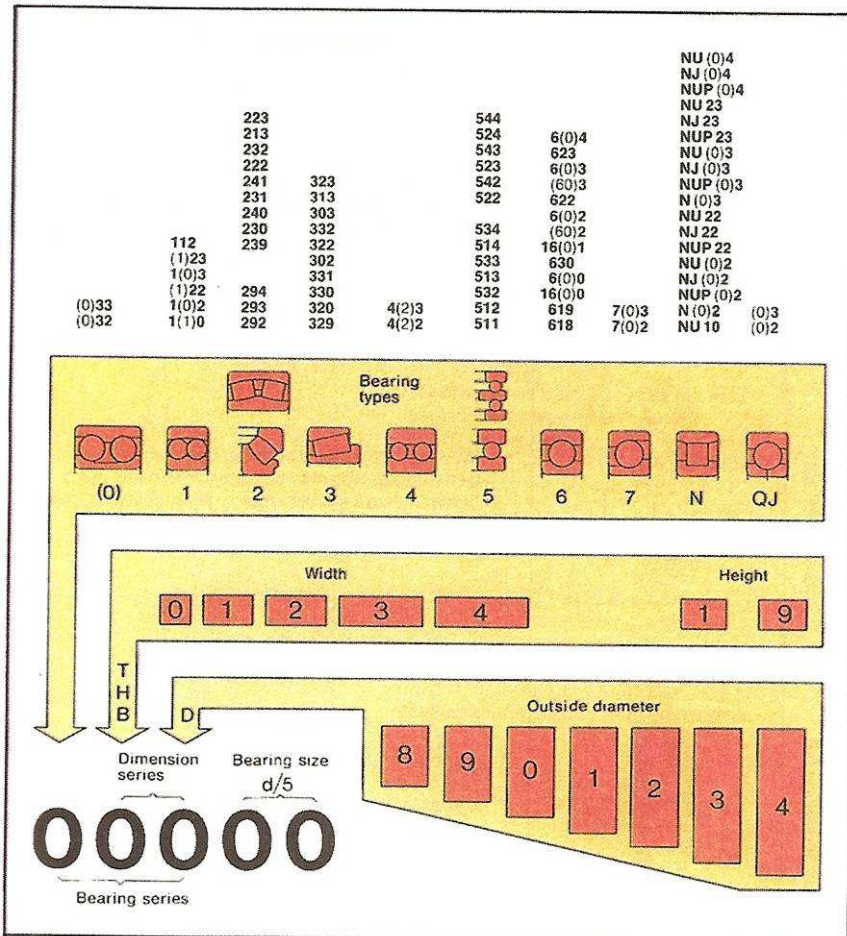 NU (0)4
NJ (0)4
NUP (0)4
NU 23
223 544 NJ 23
213 524 6(0)4 NUP 23
232 543 623 NU (0)3
222 523 6(0)3 NJ (0)3
241 323 542 (60)3 NUP (0)3
231 313 522 622 N (0)3
240 303 6(0)2 NU 22
230 332 534 (60)2 NJ 22
112 239 322 514 16(0)1 NUP 22
(1)23 302 533 630 NU (0)2
1(0)3 331 513 6(0)0 NJ (0)2
(1)22 294 330 532 16(0)0 NUP (0)2
(0)33 1(0)2 293 320 4(2)3 512 619 7(0)3 N (0)2 (0)3
(0)32 1(1)0 292 329 4(2)2 511 618 7(0)2 NU 10 (0)2
Bearing
types
(0) 1 2 3 4 5 6 7 N QJ
Width Height
0 1 2 3 4 1 9
T
H
B
D
Outside diameter
8 9 0 1 2 3 4
Dimension
series
Bearing size
d/5
00000
Bearing series